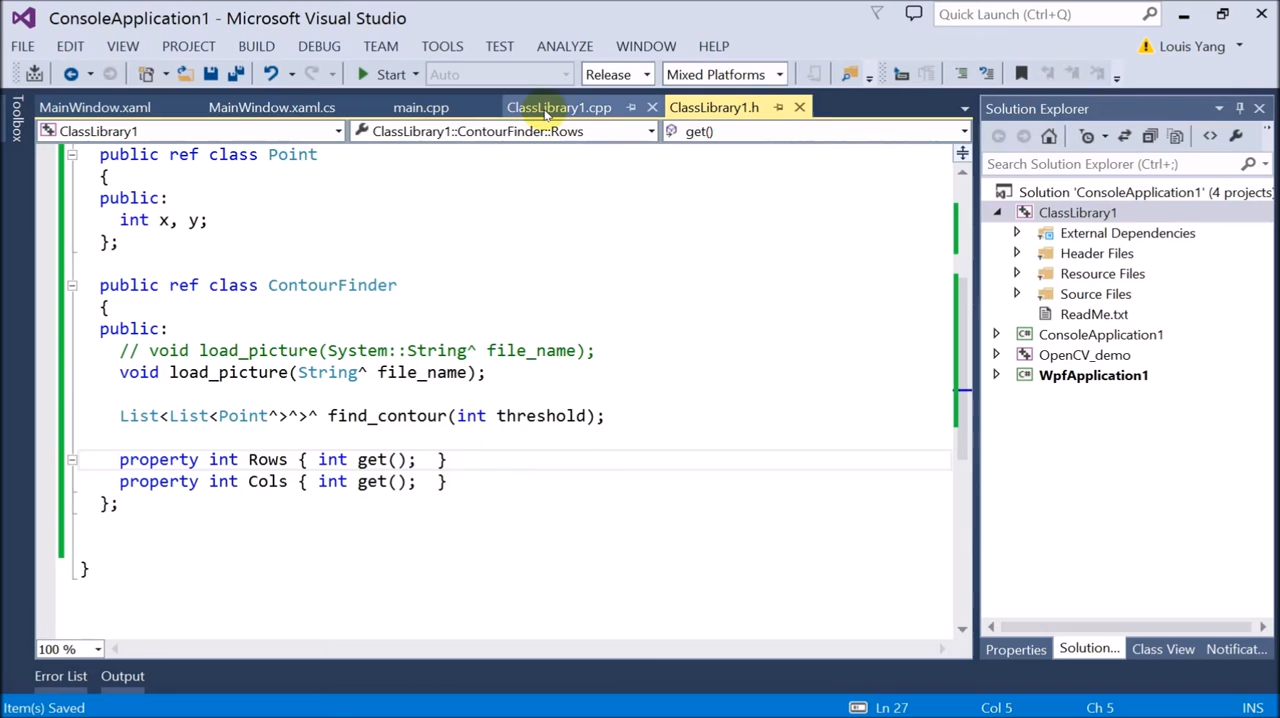 ConsoleApplication1 - Microsoft Visual Studio
Quick Launch (Ctrl+;)
FILE EDIT VIEW PROJECT BUILD DEBUG TEAM TOOLS TEST ANALYZE WINDOW HELP
Louis Yang
Start Auto Release Mixed Platforms
Toolbox
MainWindow.xaml MainWindow.xaml.cs main.cpp ClassLibrary1.cpp ClassLibrary1.h
ClassLibrary1 ClassLibrary1::ContourFinder::Rows get()
public ref class Point
{
public:
int x, y;
};
public ref class ContourFinder
{
public:
// void load_picture(System::String^ file_name);
void load_picture(String^ file_name);
List<List<Point^>^>^ find_contour(int threshold);
property int Rows { int get(); }
property int Cols { int get(); }
};
}
100 %
Solution Explorer
Search Solution Explorer (Ctrl+;)
Solution 'ConsoleApplication1' (4 projects)
ClassLibrary1
External Dependencies
Header Files
Resource Files
Source Files
ReadMe.txt
ConsoleApplication1
OpenCV_demo
WpfApplication1
Properties Solution... Class View Notificat...
Error List Output
Item(s) Saved Ln 27 Col 5 Ch 5 INS